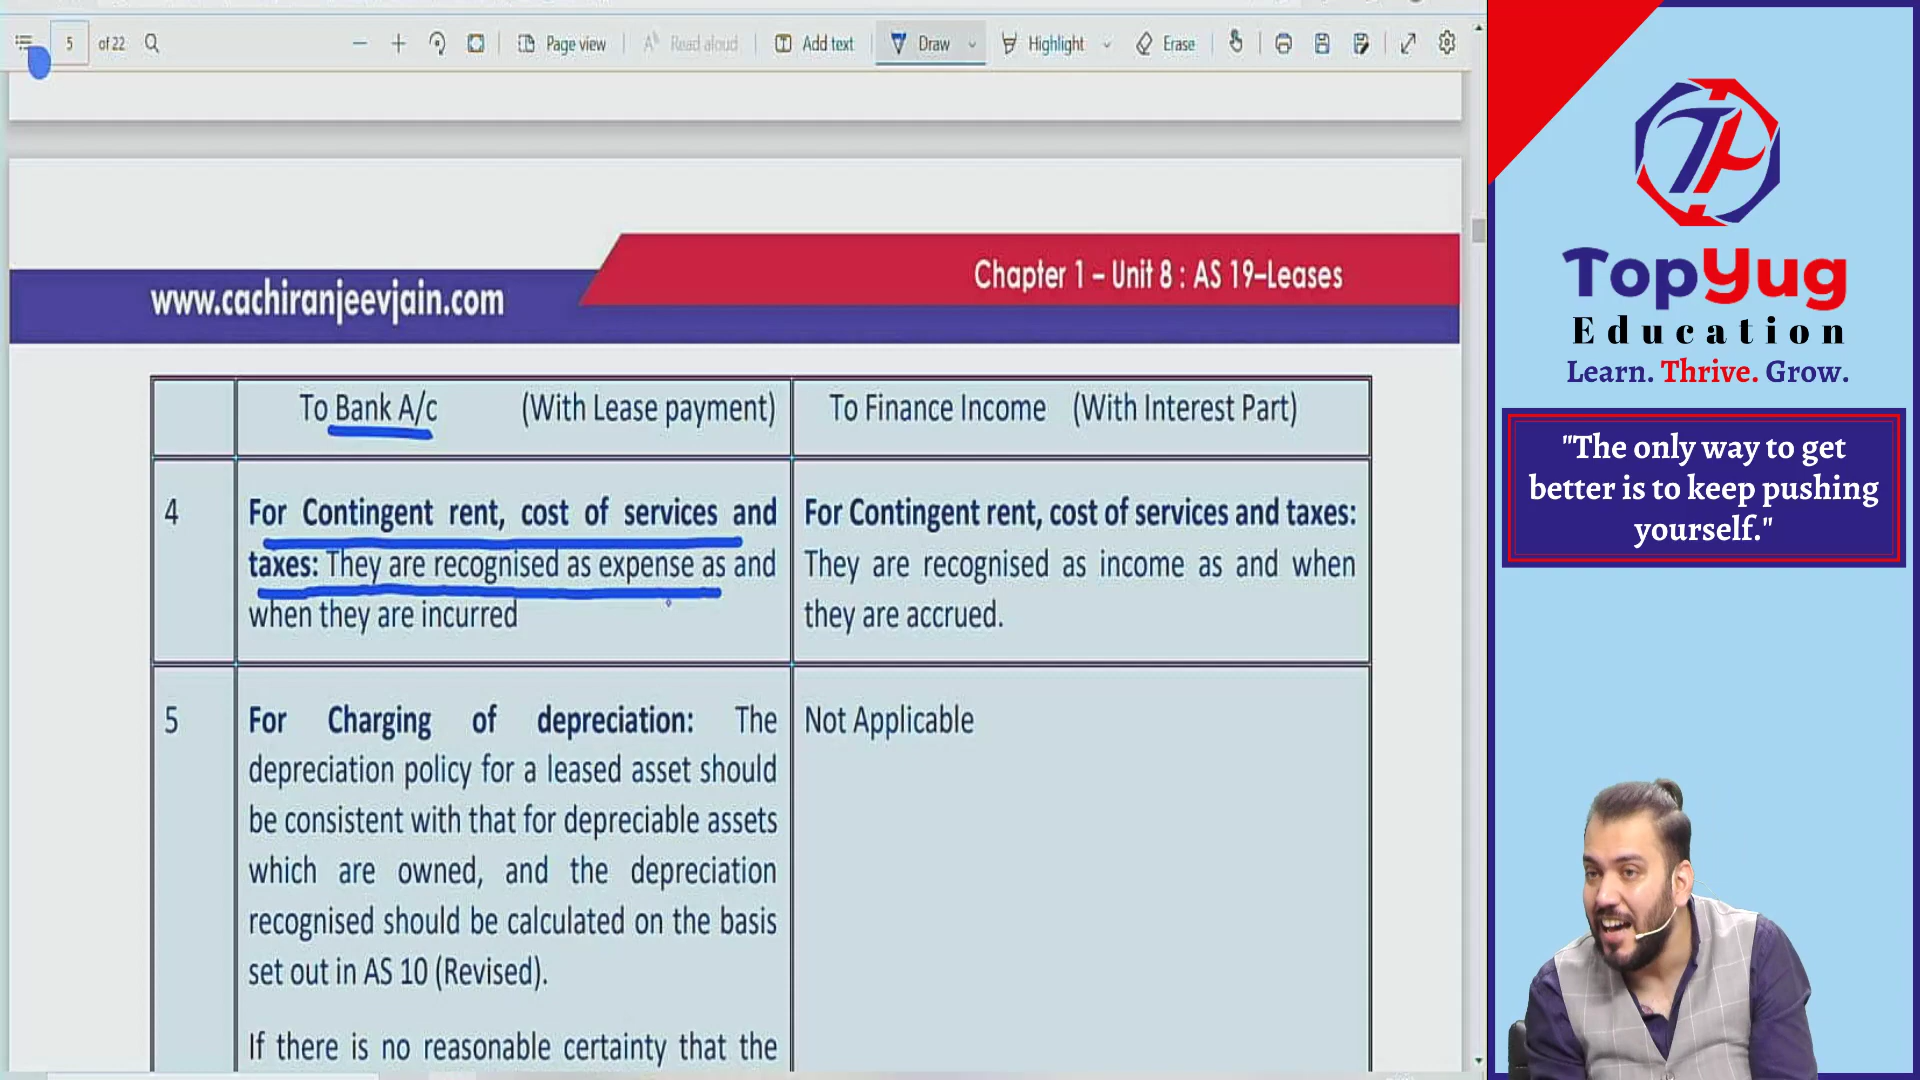 5 of 22 Page view Read aloud Add text Draw Highlight Erase
www.cachiranjeevjain.com
Chapter 1 – Unit 8 : AS 19–Leases
To Bank A/c (With Lease payment)
To Finance Income (With Interest Part)
4
For Contingent rent, cost of services and
taxes: They are recognised as expense as and
when they are incurred
For Contingent rent, cost of services and taxes:
They are recognised as income as and when
they are accrued.
5
For Charging of depreciation: The
depreciation policy for a leased asset should
be consistent with that for depreciable assets
which are owned, and the depreciation
recognised should be calculated on the basis
set out in AS 10 (Revised).
If there is no reasonable certainty that the
Not Applicable
TopYug
Education
Learn. Thrive. Grow.
"The only way to get
better is to keep pushing
yourself."